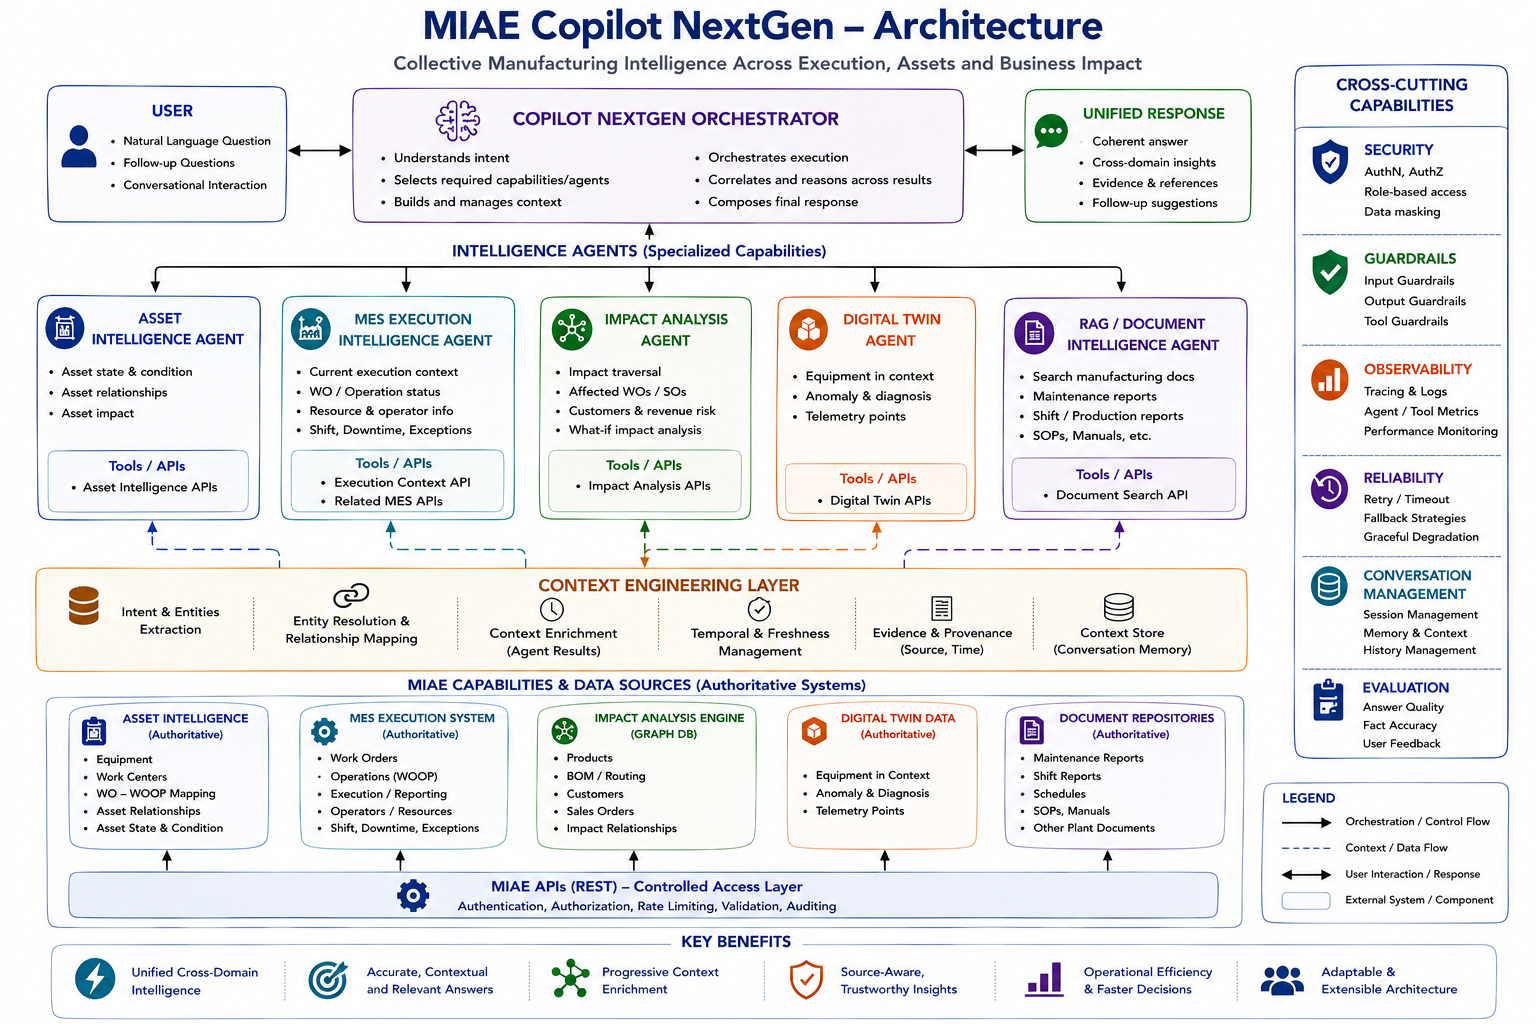 MIAE Copilot NextGen – Architecture
Collective Manufacturing Intelligence Across Execution, Assets and Business Impact
USER
• Natural Language Question
• Follow-up Questions
• Conversational Interaction
COPILOT NEXTGEN ORCHESTRATOR
• Understands intent
• Selects required capabilities/agents
• Builds and manages context
• Orchestrates execution
• Correlates and reasons across results
• Composes final response
UNIFIED RESPONSE
• Coherent answer
• Cross-domain insights
• Evidence & references
• Follow-up suggestions
INTELLIGENCE AGENTS (Specialized Capabilities)
ASSET
INTELLIGENCE AGENT
• Asset state & condition
• Asset relationships
• Asset impact
Tools / APIs
• Asset Intelligence APIs
MES EXECUTION
INTELLIGENCE AGENT
• Current execution context
• WO / Operation status
• Resource & operator info
• Shift, Downtime, Exceptions
Tools / APIs
• Execution Context API
• Related MES APIs
IMPACT ANALYSIS
AGENT
• Impact traversal
• Affected WOs / SOs
• Customers & revenue risk
• What-if impact analysis
Tools / APIs
• Impact Analysis APIs
DIGITAL TWIN
AGENT
• Equipment in context
• Anomaly & diagnosis
• Telemetry points
Tools / APIs
• Digital Twin APIs
RAG / DOCUMENT
INTELLIGENCE AGENT
• Search manufacturing docs
• Maintenance reports
• Shift / Production reports
• SOPs, Manuals, etc.
Tools / APIs
• Document Search API
CONTEXT ENGINEERING LAYER
Intent & Entities
Extraction
Entity Resolution &
Relationship Mapping
Context Enrichment
(Agent Results)
Temporal & Freshness
Management
Evidence & Provenance
(Source, Time)
Context Store
(Conversation Memory)
MIAE CAPABILITIES & DATA SOURCES (Authoritative Systems)
ASSET INTELLIGENCE
(Authoritative)
• Equipment
• Work Centers
• WO – WOOP Mapping
• Asset Relationships
• Asset State & Condition
MES EXECUTION SYSTEM
(Authoritative)
• Work Orders
• Operations (WOOP)
• Execution / Reporting
• Operators / Resources
• Shift, Downtime, Exceptions
IMPACT ANALYSIS ENGINE
(GRAPH DB)
• Products
• BOM / Routing
• Customers
• Sales Orders
• Impact Relationships
DIGITAL TWIN DATA
(Authoritative)
• Equipment in Context
• Anomaly & Diagnosis
• Telemetry Points
DOCUMENT REPOSITORIES
(Authoritative)
• Maintenance Reports
• Shift Reports
• Schedules
• SOPs, Manuals
• Other Plant Documents
MIAE APIs (REST) – Controlled Access Layer
Authentication, Authorization, Rate Limiting, Validation, Auditing
KEY BENEFITS
Unified Cross-Domain
Intelligence
Accurate, Contextual
and Relevant Answers
Progressive Context
Enrichment
Source-Aware,
Trustworthy Insights
Operational Efficiency
& Faster Decisions
Adaptable &
Extensible Architecture
CROSS-CUTTING
CAPABILITIES
SECURITY
AuthN, AuthZ
Role-based access
Data masking
GUARDRAILS
Input Guardrails
Output Guardrails
Tool Guardrails
OBSERVABILITY
Tracing & Logs
Agent / Tool Metrics
Performance Monitoring
RELIABILITY
Retry / Timeout
Fallback Strategies
Graceful Degradation
CONVERSATION
MANAGEMENT
Session Management
Memory & Context
History Management
EVALUATION
Answer Quality
Fact Accuracy
User Feedback
LEGEND
Orchestration / Control Flow
Context / Data Flow
User Interaction / Response
External System / Component